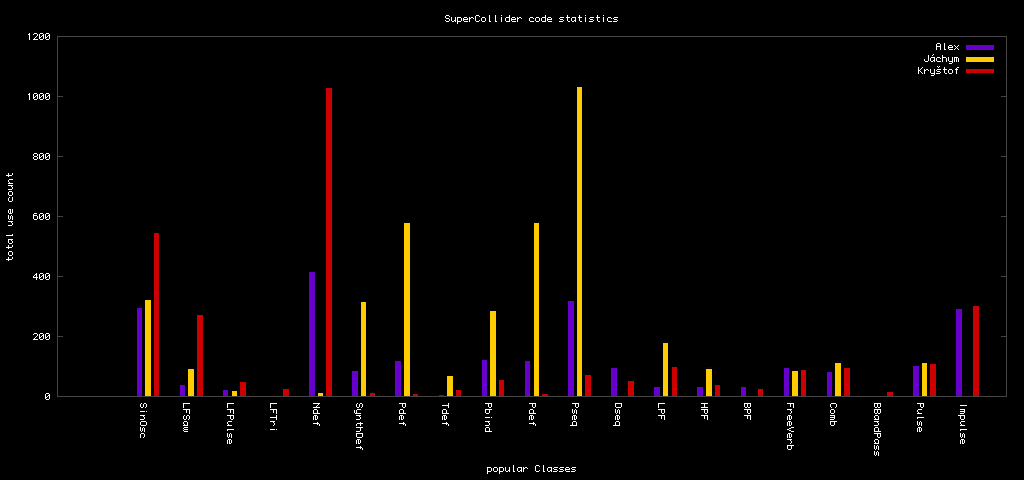 SuperCollider code statistics
1200
1000
800
600
400
200
0
total use count
Alex
Jáchym
Kryštof
SinOsc
LFSaw
LFPulse
LFTri
Ndef
SynthDef
Pdef
Tdef
Pbind
Pdef
Pseq
Dseq
LPF
HPF
BPF
FreeVerb
Comb
BBandPass
Pulse
Impulse
popular Classes